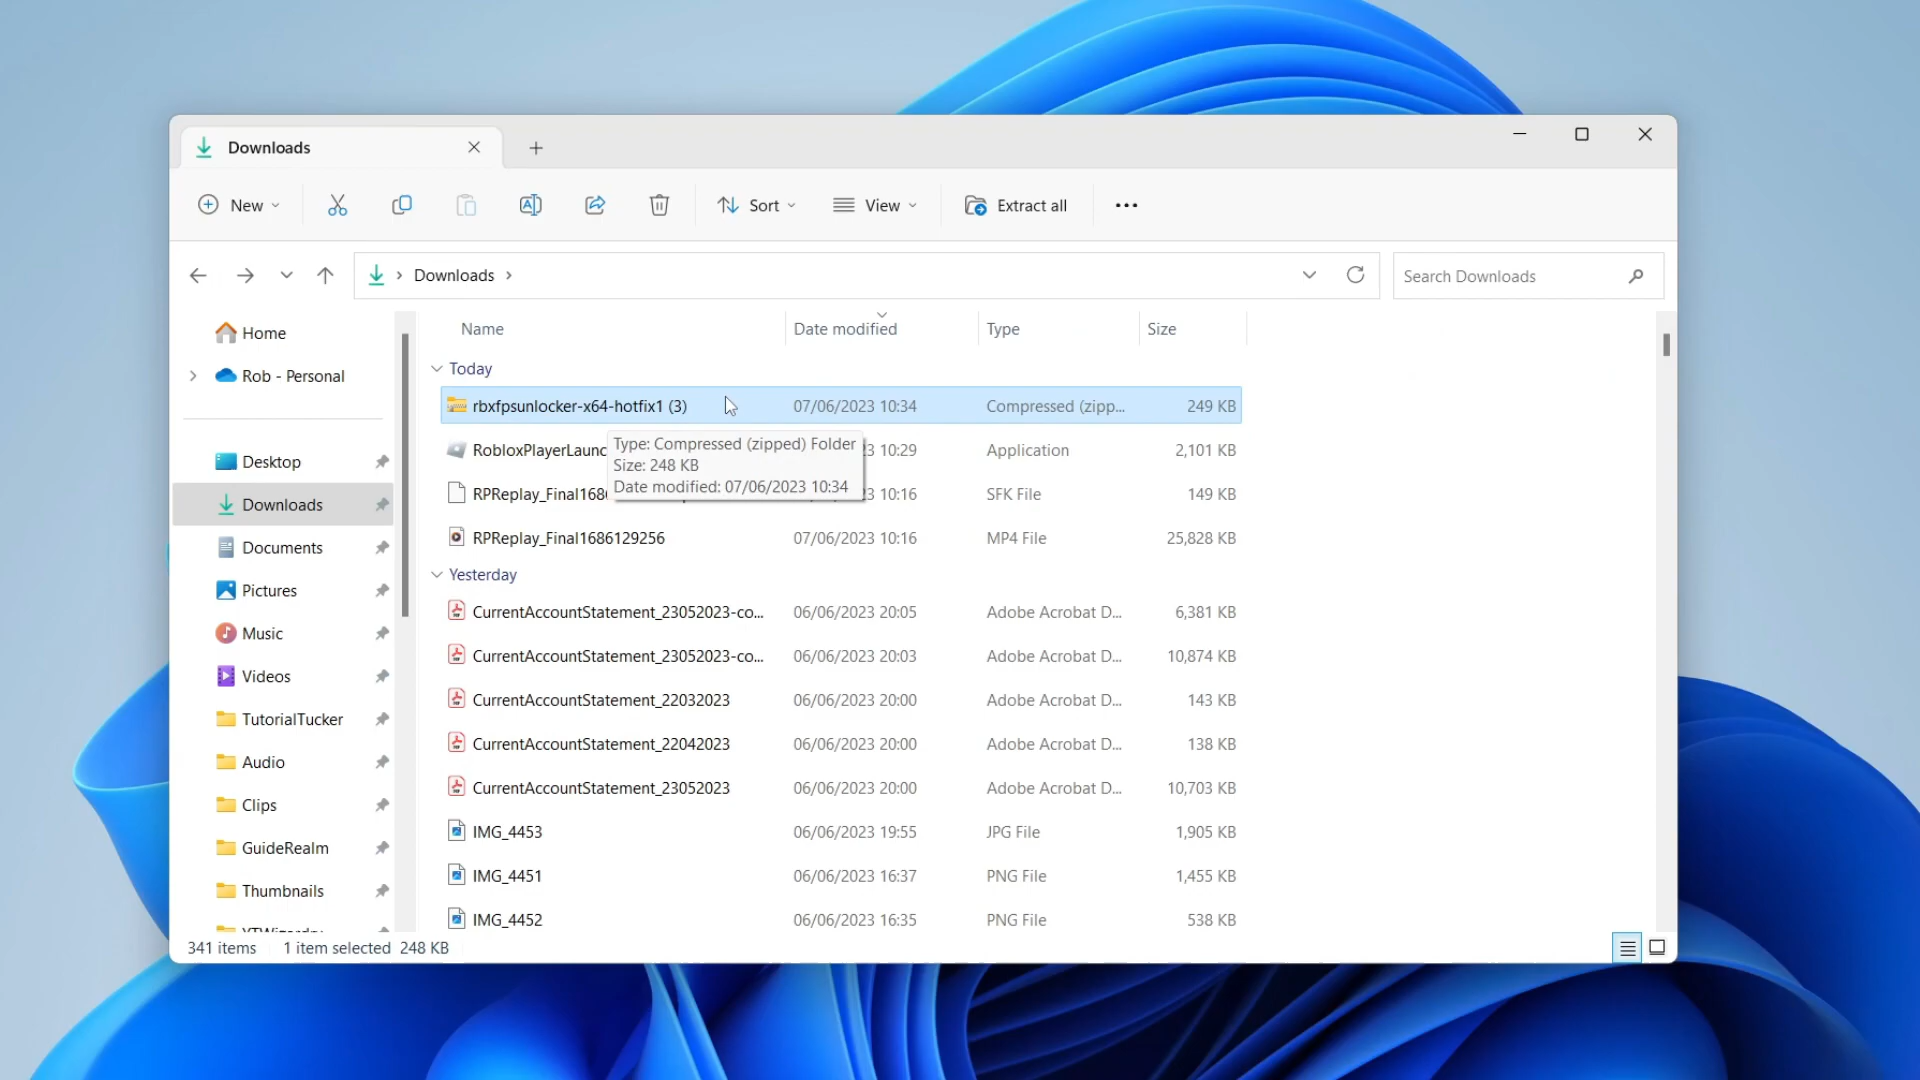 Downloads
New
Sort
View
Extract all
Downloads
Search Downloads
Home
Rob - Personal
Desktop
Downloads
Documents
Pictures
Music
Videos
TutorialTucker
Audio
Clips
GuideRealm
Thumbnails
Name Date modified Type Size
Today
rbxfpsunlocker-x64-hotfix1 (3) 07/06/2023 10:34 Compressed (zipp... 249 KB
RobloxPlayerLaunc 3 10:29 Application 2,101 KB
RPReplay_Final168 3 10:16 SFK File 149 KB
Type: Compressed (zipped) Folder
Size: 248 KB
Date modified: 07/06/2023 10:34
RPReplay_Final1686129256 07/06/2023 10:16 MP4 File 25,828 KB
Yesterday
CurrentAccountStatement_23052023-co... 06/06/2023 20:05 Adobe Acrobat D... 6,381 KB
CurrentAccountStatement_23052023-co... 06/06/2023 20:03 Adobe Acrobat D... 10,874 KB
CurrentAccountStatement_22032023 06/06/2023 20:00 Adobe Acrobat D... 143 KB
CurrentAccountStatement_22042023 06/06/2023 20:00 Adobe Acrobat D... 138 KB
CurrentAccountStatement_23052023 06/06/2023 20:00 Adobe Acrobat D... 10,703 KB
IMG_4453 06/06/2023 19:55 JPG File 1,905 KB
IMG_4451 06/06/2023 16:37 PNG File 1,455 KB
IMG_4452 06/06/2023 16:35 PNG File 538 KB
341 items 1 item selected 248 KB